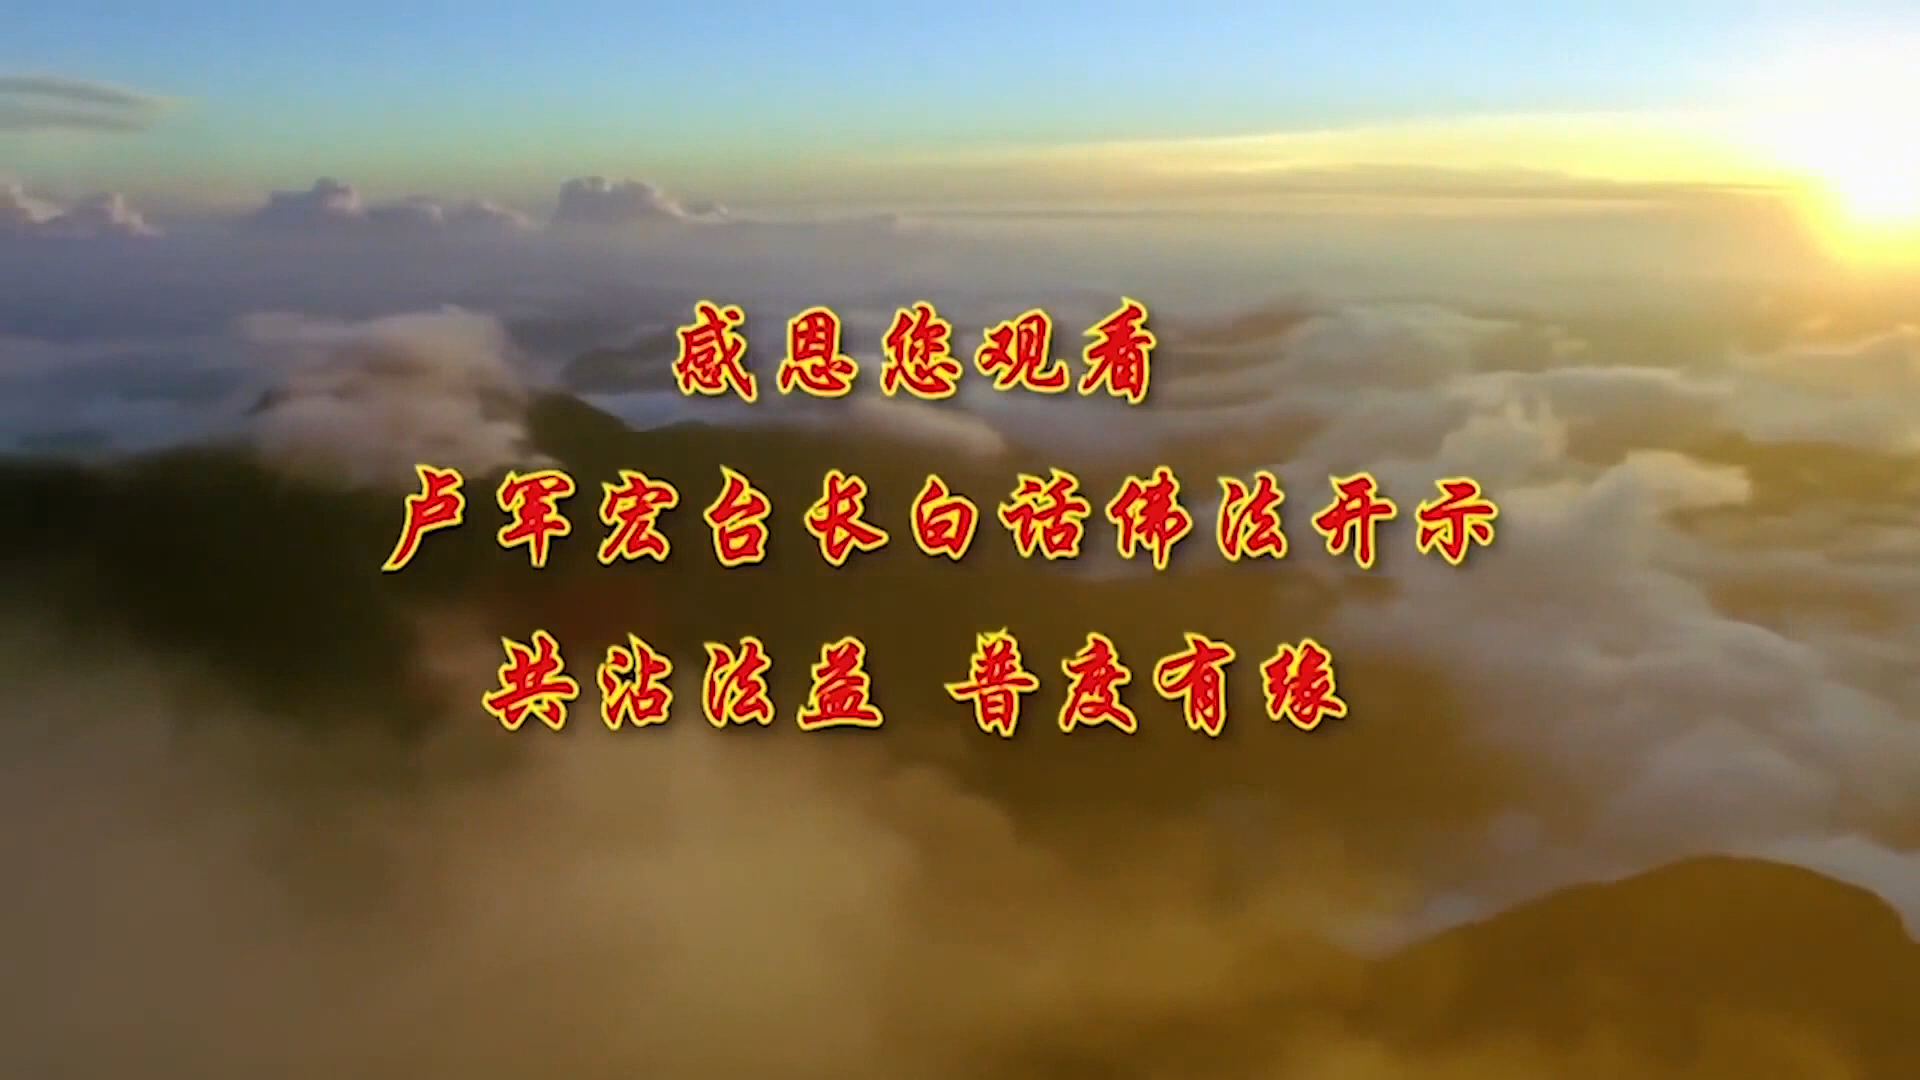 感恩您观看
卢军宏台长白话佛法开示
共沾法益 普度有缘